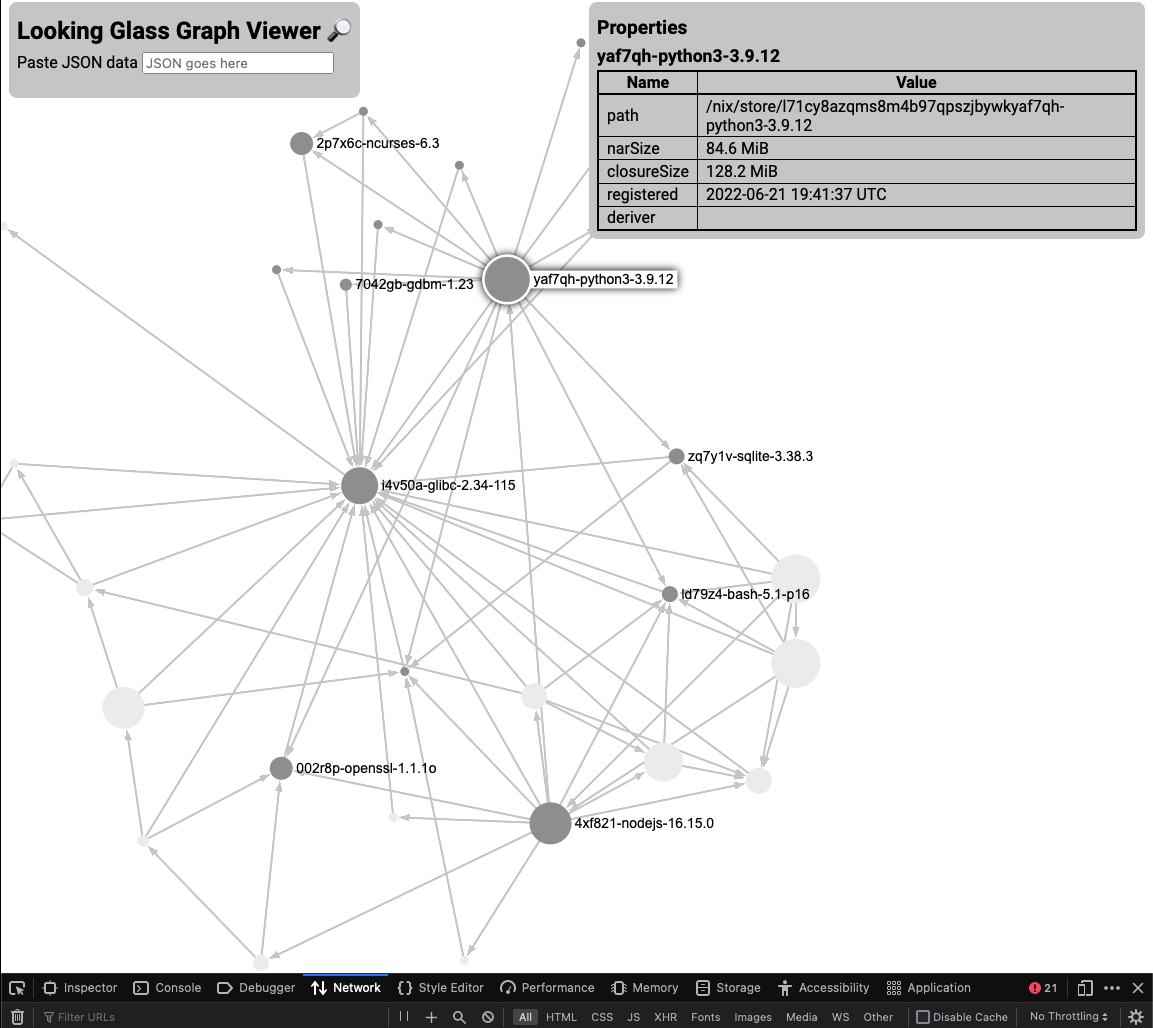 Looking Glass Graph Viewer 🔎
Paste JSON data JSON goes here
Properties
yaf7qh-python3-3.9.12
Name Value
path /nix/store/l71cy8azqms8m4b97qpszjbywkyaf7qh-
python3-3.9.12
narSize 84.6 MiB
closureSize 128.2 MiB
registered 2022-06-21 19:41:37 UTC
deriver
2p7x6c-ncurses-6.3
7042gb-gdbm-1.23
yaf7qh-python3-3.9.12
zq7y1v-sqlite-3.38.3
i4v50a-glibc-2.34-115
ld79z4-bash-5.1-p16
002r8p-openssl-1.1.1o
4xf821-nodejs-16.15.0
Inspector Console Debugger Network Style Editor Performance Memory Storage Accessibility Application 21
Filter URLs All HTML CSS JS XHR Fonts Images Media WS Other Disable Cache No Throttling